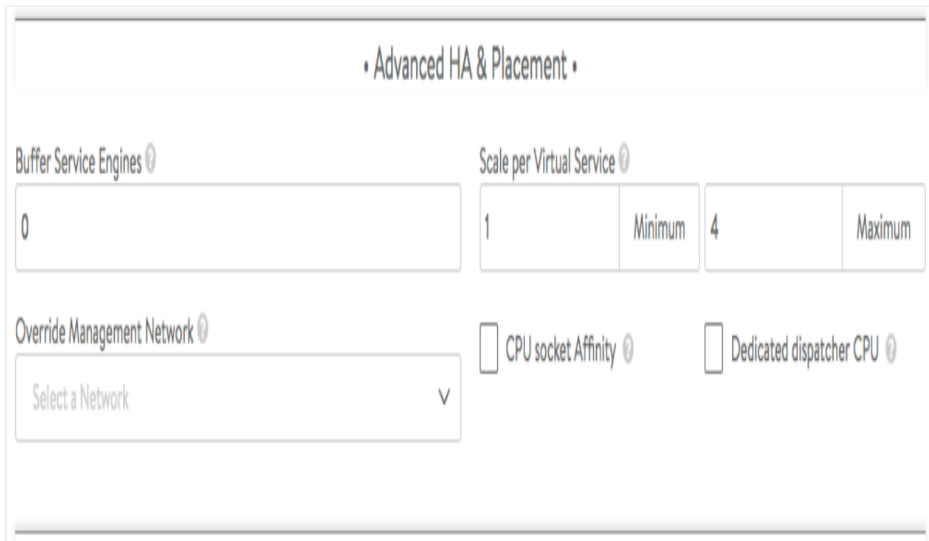 • Advanced HA & Placement •
Buffer Service Engines ?
Scale per Virtual Service ?
0
1 Minimum 4 Maximum
Override Management Network ?
CPU socket Affinity ?
Dedicated dispatcher CPU ?
Select a Network